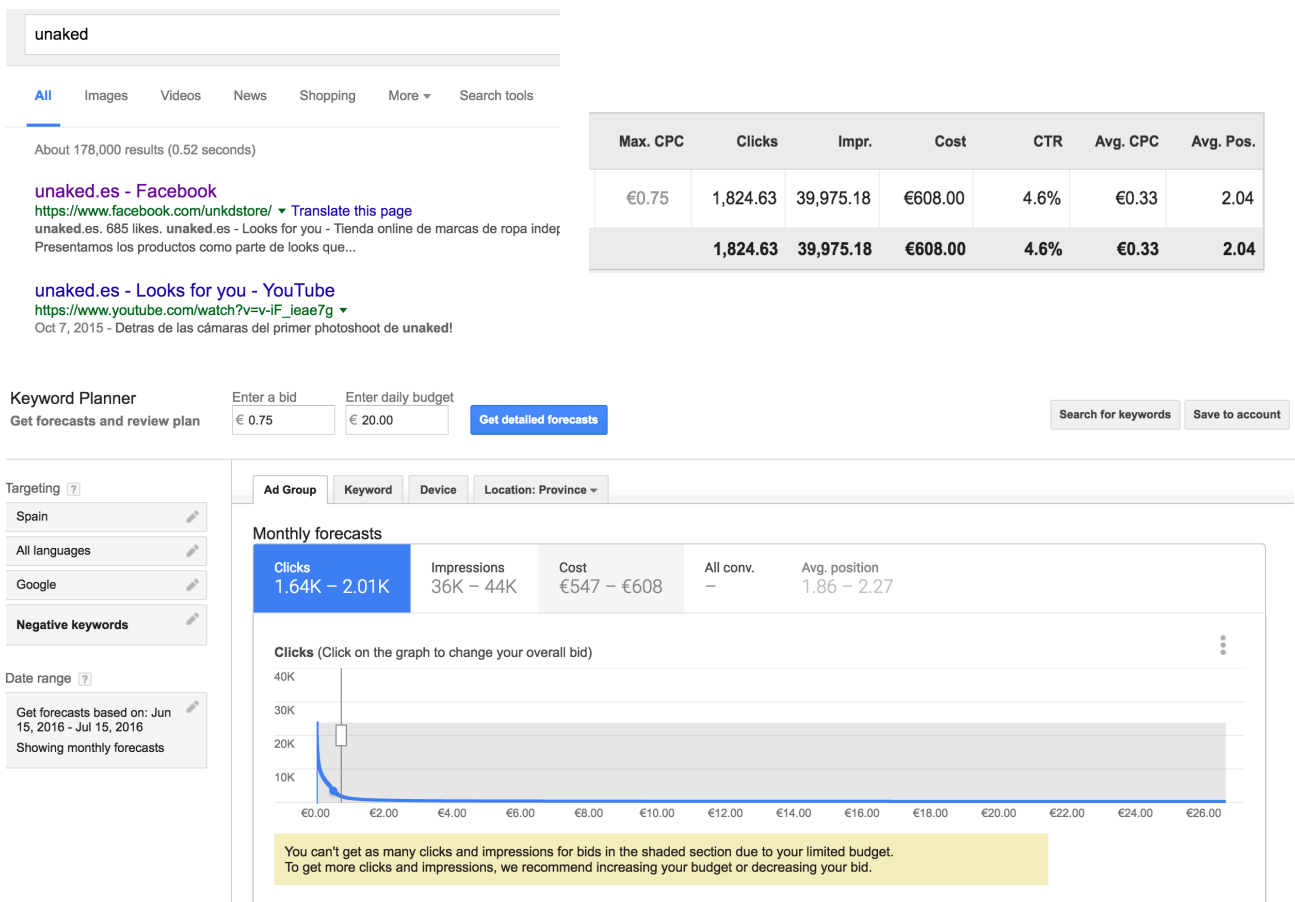 unaked
All Images Videos News Shopping More Search tools
About 178,000 results (0.52 seconds)
unaked.es - Facebook
https://www.facebook.com/unkdstore/ Translate this page
unaked.es. 685 likes. unaked.es - Looks for you - Tienda online de marcas de ropa
Presentamos los productos como parte de looks que...
unaked.es - Looks for you - YouTube
https://www.youtube.com/watch?v=v-iF_ieae7g
Oct 7, 2015 - Detras de las cámaras del primer photoshoot de unaked!
Max. CPC Clicks Impr. Cost CTR Avg. CPC Avg. Pos.
€0.75 1,824.63 39,975.18 €608.00 4.6% €0.33 2.04
1,824.63 39,975.18 €608.00 4.6% €0.33 2.04
Keyword Planner
Get forecasts and review plan
Enter a bid Enter daily budget
€ 0.75 € 20.00 Get detailed forecasts
Search for keywords Save to account
Targeting ?
Spain
All languages
Google
Negative keywords
Date range ?
Get forecasts based on: Jun
15, 2016 - Jul 15, 2016
Showing monthly forecasts
Ad Group Keyword Device Location: Province
Monthly forecasts
Clicks Impressions Cost All conv. Avg. position
1.64K – 2.01K 36K – 44K €547 – €608 – 1.86 – 2.27
Clicks (Click on the graph to change your overall bid)
40K
30K
20K
10K
€0.00 €2.00 €4.00 €6.00 €8.00 €10.00 €12.00 €14.00 €16.00 €18.00 €20.00 €22.00 €24.00 €26.00
You can't get as many clicks and impressions for bids in the shaded section due to your limited budget.
To get more clicks and impressions, we recommend increasing your budget or decreasing your bid.